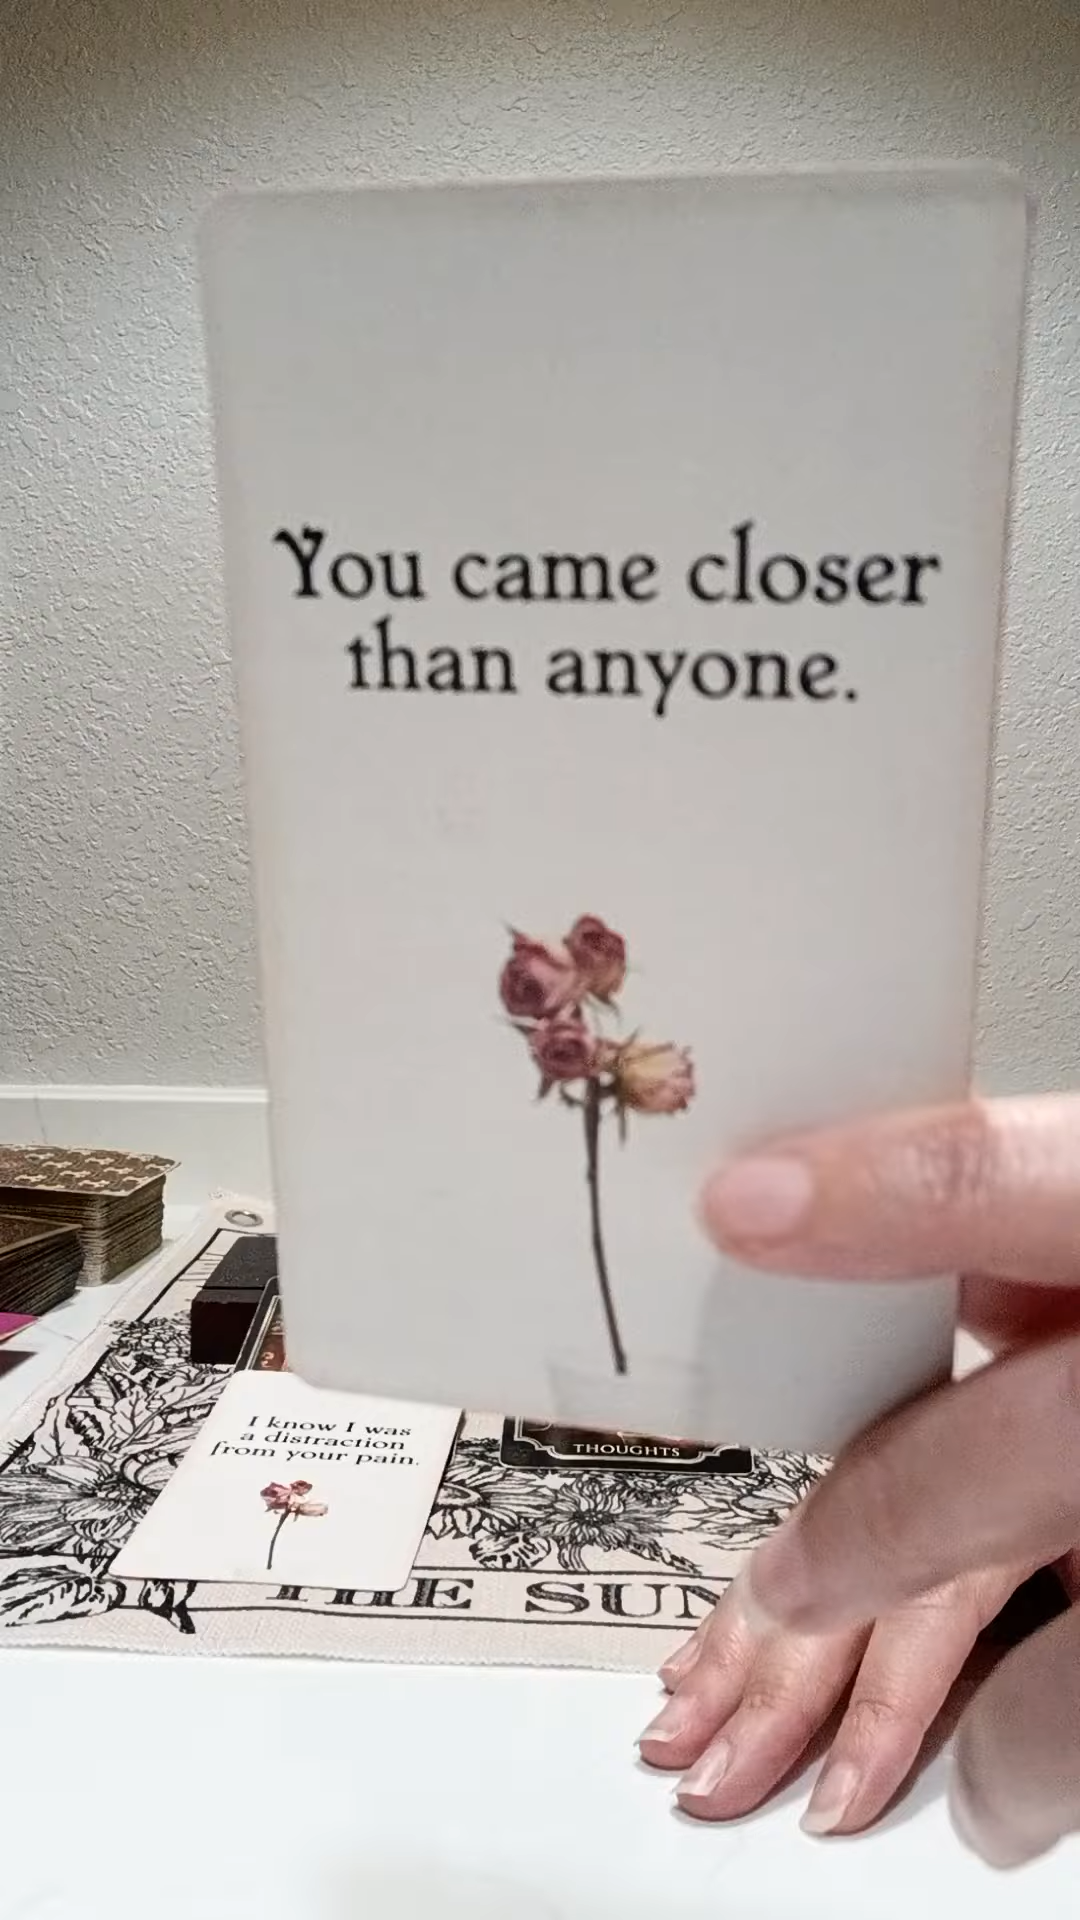 You came closer
than anyone.
I know I was
a distraction
from your pain.
THOUGHTS
THE SUN